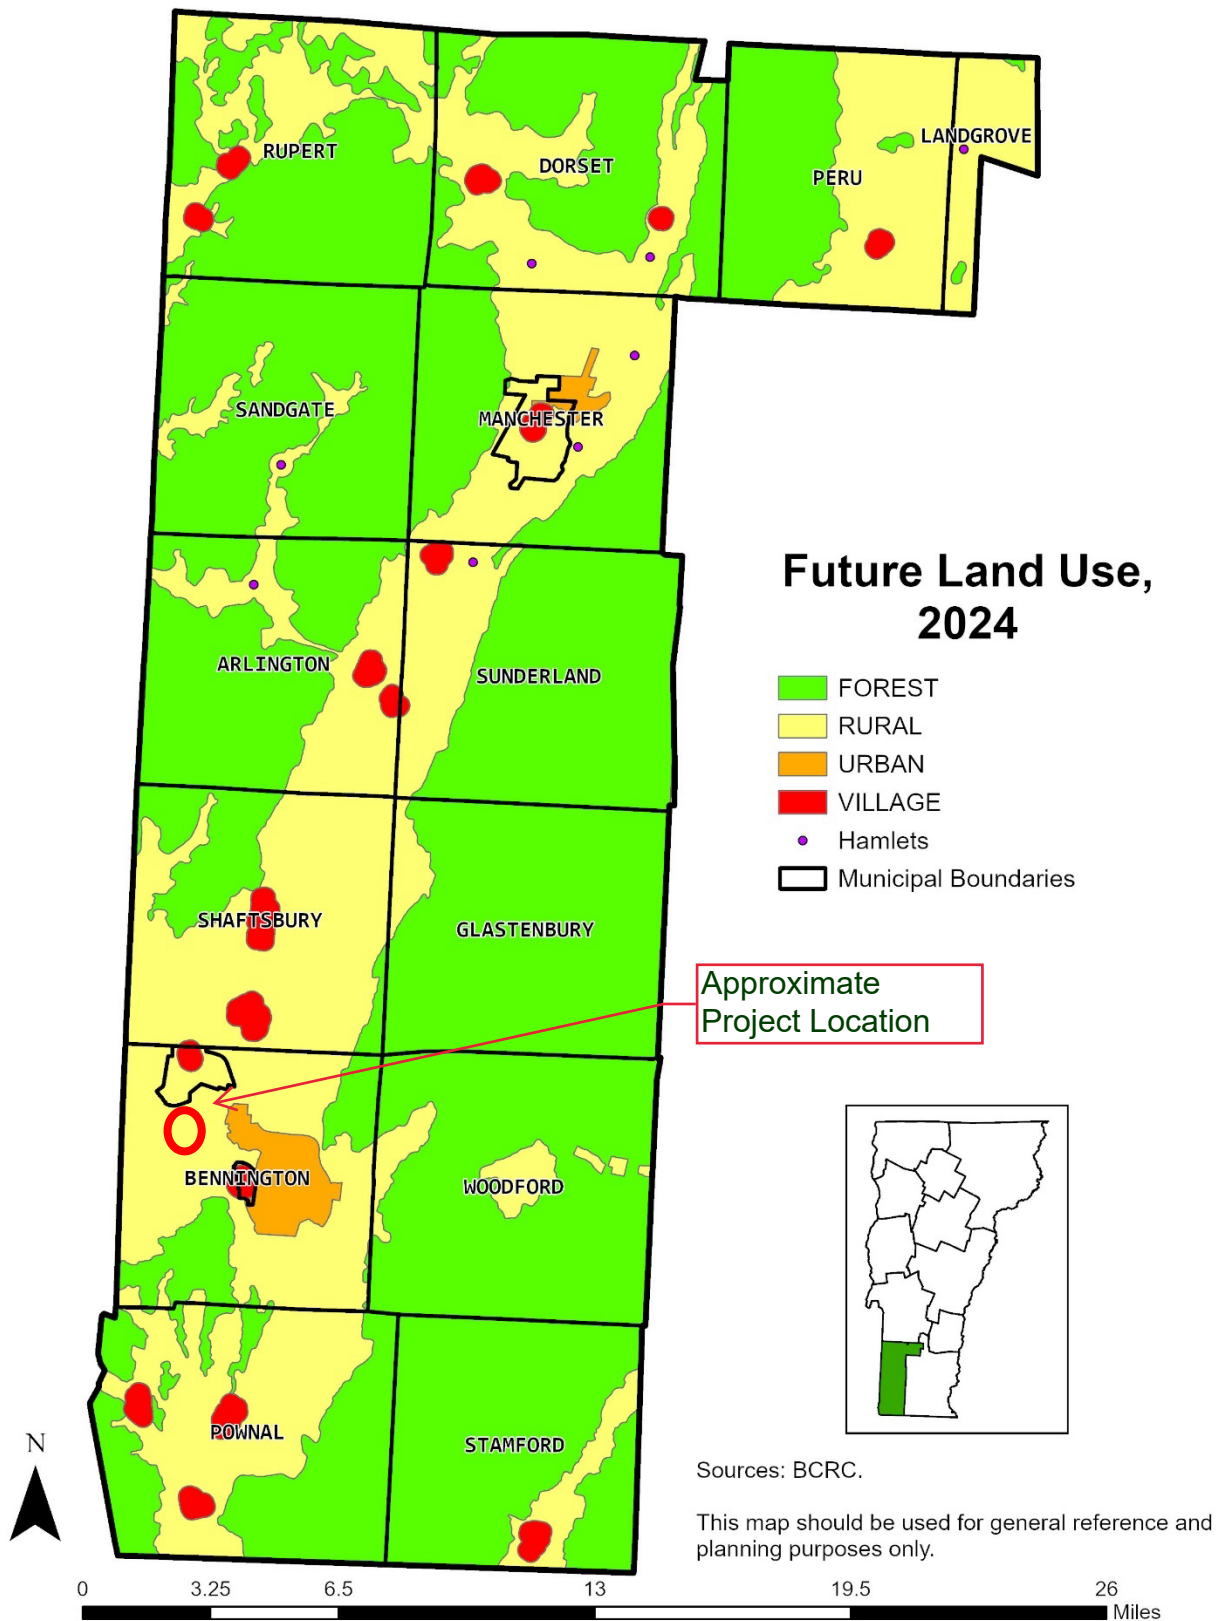 RUPERT
DORSET
PERU
LANDGROVE
SANDGATE
MANCHESTER
Future Land Use,
2024
FOREST
RURAL
URBAN
VILLAGE
Hamlets
Municipal Boundaries
ARLINGTON
SUNDERLAND
SHAFTSBURY
GLASTENBURY
Approximate
Project Location
BENNINGTON
WOODFORD
POWNAL
STAMFORD
N
Sources: BCRC.
This map should be used for general reference and
planning purposes only.
0 3.25 6.5 13 19.5 26
Miles